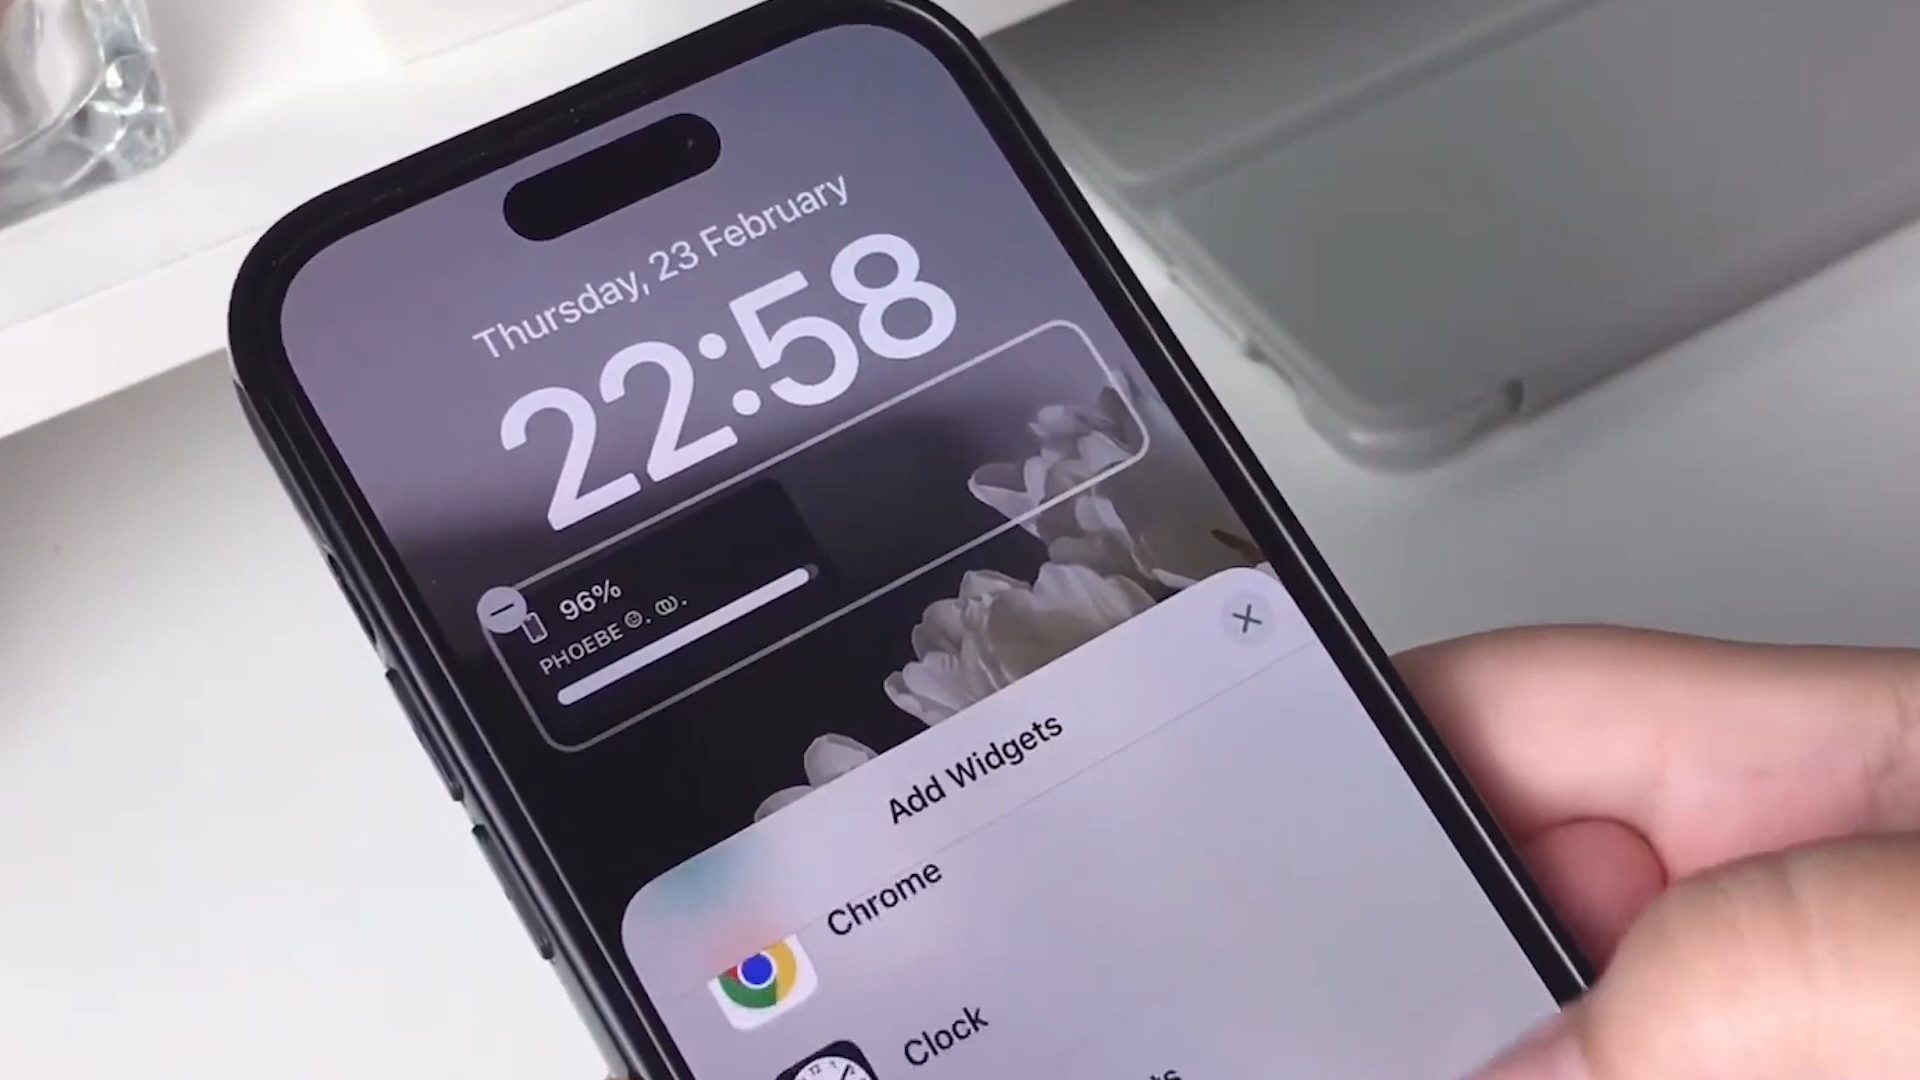 Thursday, 23 February
22:58
96%
PHOEBE
Add Widgets
Chrome
Clock